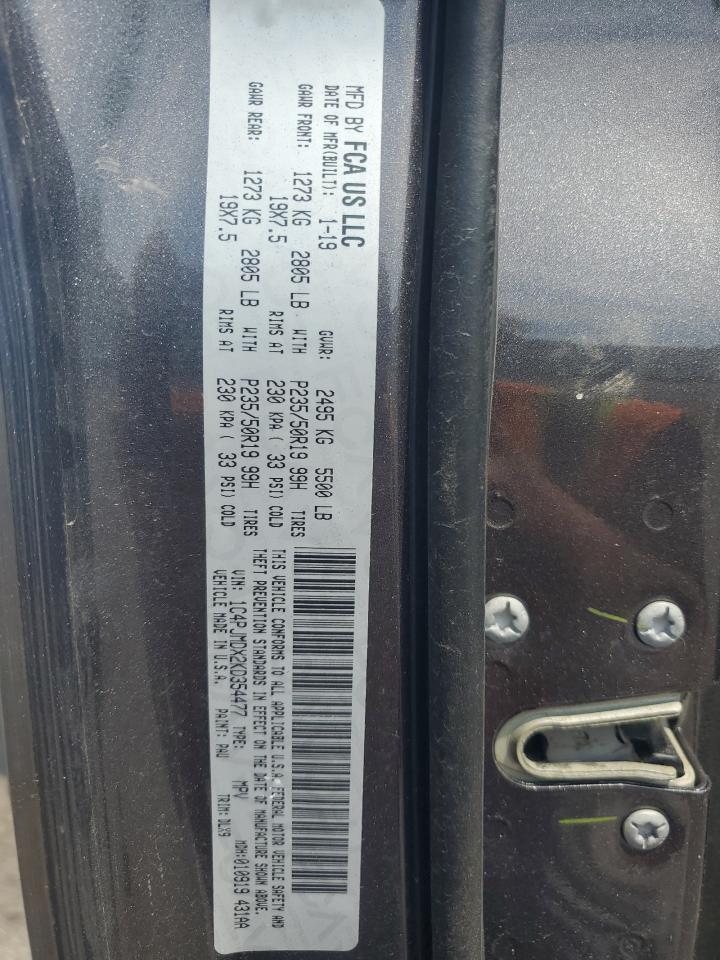 MFD BY FCA US LLC
DATE OF MFR(BUILT): 1-19 GVWR: 2495 KG 5500 LB
GAWR FRONT: 1273 KG 2805 LB WITH P235/50R19 99H TIRES
19X7.5 RIMS AT 230 KPA ( 33 PSI) COLD
GAWR REAR: 1273 KG 2805 LB WITH P235/50R19 99H TIRES
19X7.5 RIMS AT 230 KPA ( 33 PSI) COLD
THIS VEHICLE CONFORMS TO ALL APPLICABLE U.S.A. FEDERAL MOTOR VEHICLE SAFETY AND
THEFT PREVENTION STANDARDS IN EFFECT ON THE DATE OF MANUFACTURE SHOWN ABOVE.
VIN: 1C4PJMDX2KD354477 TYPE: MPV MDH:010919 431AA
VEHICLE MADE IN U.S.A. PAINT: PAU TRIM: DLX9